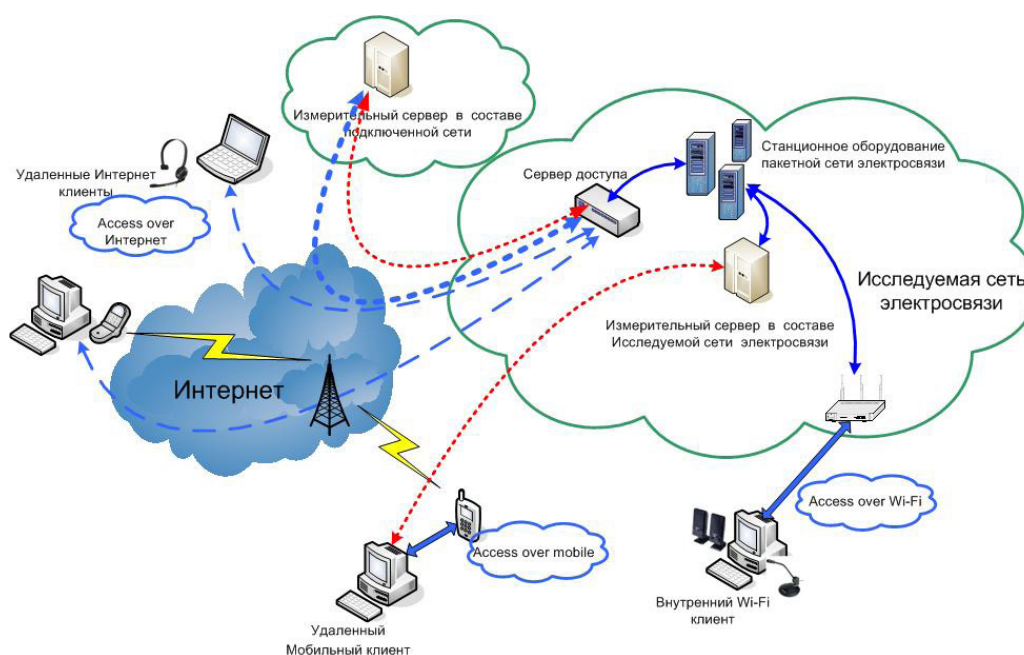 Измерительный сервер в составе
подключенной сети
Станционное оборудование
пакетной сети электросвязи
Сервер доступа
Удаленные Интернет
клиенты
Access over
Интернет
Исследуемая сеть
электросвязи
Измерительный сервер в составе
Исследуемой сети электросвязи
Интернет
Access over Wi-Fi
Access over mobile
Внутренний Wi-Fi
клиент
Удаленный
Мобильный клиент